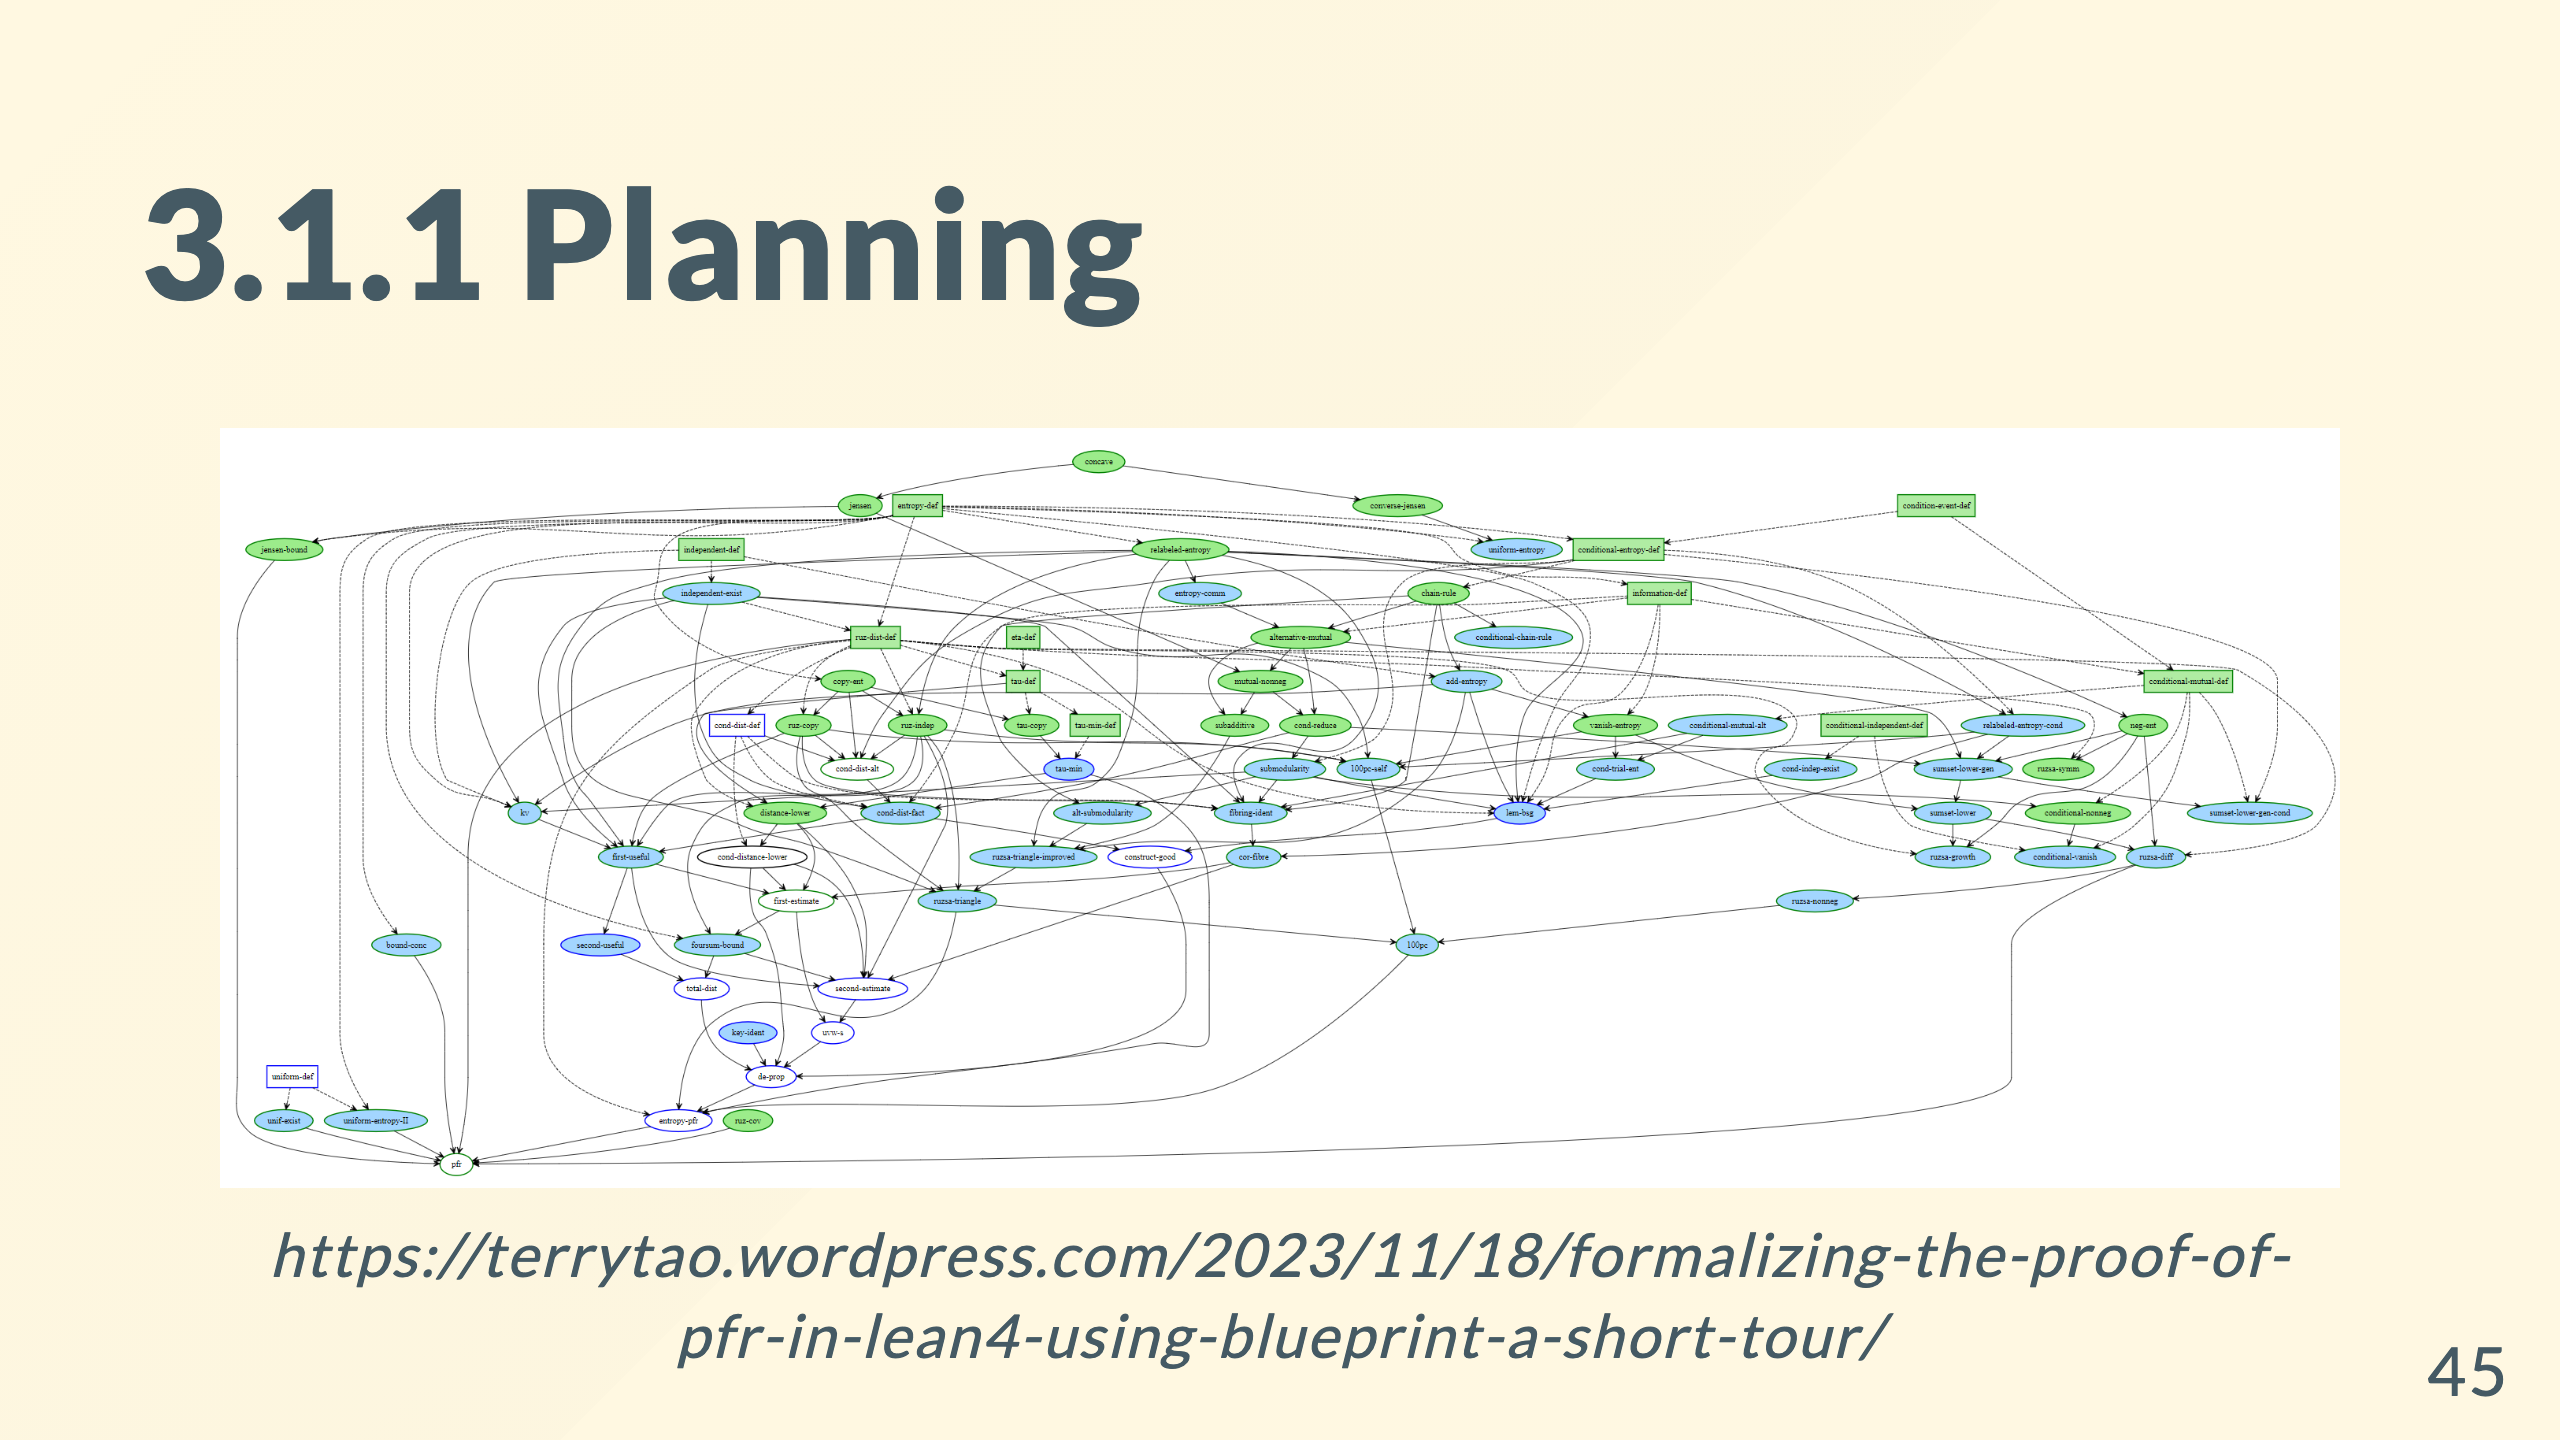 3.1.1 Planning
concave
jensen
entropy-def
converse-jensen
condition-event-def
jensen-bound
independent-def
relabeled-entropy
uniform-entropy
conditional-entropy-def
independent-exist
entropy-comm
chain-rule
information-def
ruz-dist-def
eta-def
alternative-mutual
conditional-chain-rule
copy-ent
tau-def
mutual-nonneg
add-entropy
conditional-mutual-def
cond-dist-def
ruz-copy
ruz-indep
tau-copy
tau-min-def
subadditive
cond-reduce
vanish-entropy
conditional-mutual-alt
conditional-independent-def
relabeled-entropy-cond
neg-ent
cond-dist-alt
tau-min
submodularity
100pc-self
cond-trial-ent
cond-indep-exist
sumset-lower-gen
ruzsa-symm
kv
distance-lower
cond-dist-fact
alt-submodularity
fibring-ident
lem-bsg
sumset-lower
conditional-nonneg
sumset-lower-gen-cond
first-useful
cond-distance-lower
ruzsa-triangle-improved
construct-good
cor-fibre
ruzsa-growth
conditional-vanish
ruzsa-diff
first-estimate
ruzsa-triangle
ruzsa-nonneg
bound-conc
second-useful
foursum-bound
100pc
total-dist
second-estimate
key-ident
uvw-s
uniform-def
de-prop
unif-exist
uniform-entropy-II
entropy-pfr
ruz-cov
pfr
https://terrytao.wordpress.com/2023/11/18/formalizing-the-proof-of-
pfr-in-lean4-using-blueprint-a-short-tour/
45